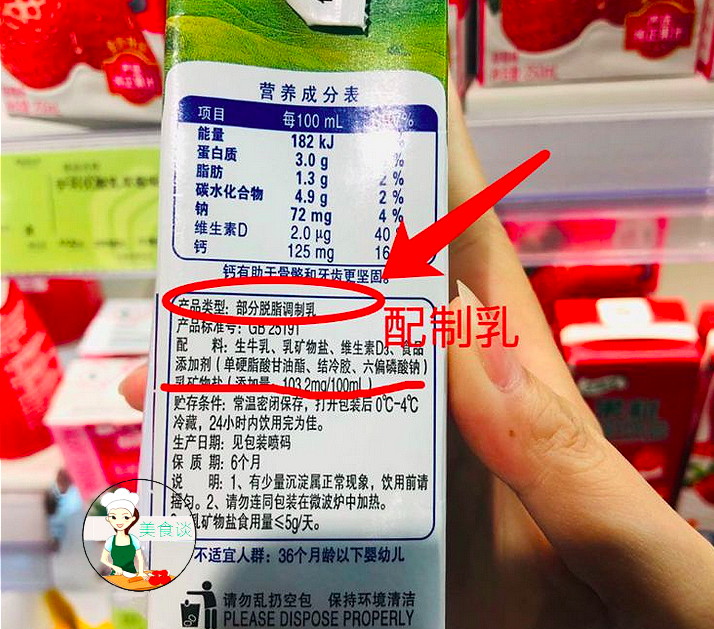 营养成分表
项目 每100 mL
能量 182 kJ
蛋白质 3.0 g
脂肪 1.3 g 2 %
碳水化合物 4.9 g 2 %
钠 72 mg 4 %
维生素D 2.0 μg 40
钙 125 mg 16
钙有助于骨骼和牙齿更坚固。
产品类型：部分脱脂调制乳
产品标准号：GB 25191
配制乳
配 料：生牛乳、乳矿物盐、维生素D₃、食品
添加剂（单硬脂酸甘油酯、结冷胶、六偏磷酸钠）
乳矿物盐（添加量：103.2mg/100mL）
贮存条件：常温密闭保存，打开包装后 0℃-4℃
冷藏，24小时内饮用完为佳。
生产日期：见包装喷码
保 质 期：6个月
说 明：1、有少量沉淀属正常现象，饮用前请
摇匀。2、请勿连同包装在微波炉中加热。
乳矿物盐食用量≤5g/天。
不适宜人群：36个月龄以下婴幼儿
美食谈
请勿乱扔空包 保持环境清洁
PLEASE DISPOSE PROPERLY